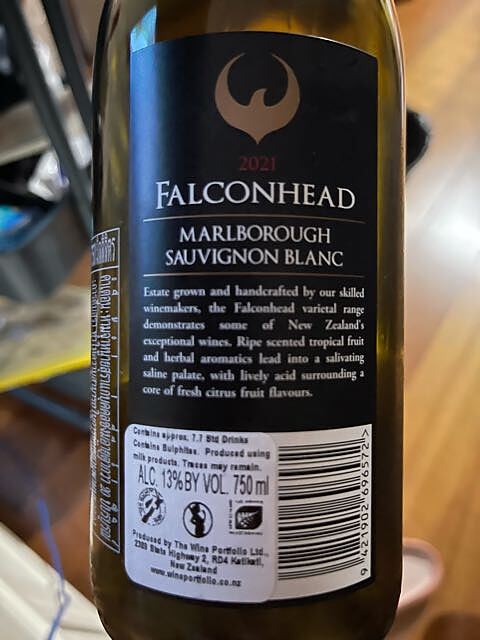 2021
FALCONHEAD
MARLBOROUGH
SAUVIGNON BLANC
Estate grown and handcrafted by our skilled
winemakers, the Falconhead varietal range
demonstrates some of New Zealand's
exceptional wines. Ripe scented tropical fruit
and herbal aromatics lead into a salivating
saline palate, with lively acid surrounding a
core of fresh citrus fruit flavours.
Contains approx. 7.7 Std Drinks
Contains Sulphites. Produced using
milk products. Traces may remain.
ALC. 13% BY VOL. 750 ml
Produced by The Wine Portfolio Ltd.,
2389 State Highway 2, RD4 Katikati,
New Zealand
www.wineportfolio.co.nz
9 421902 696572 >